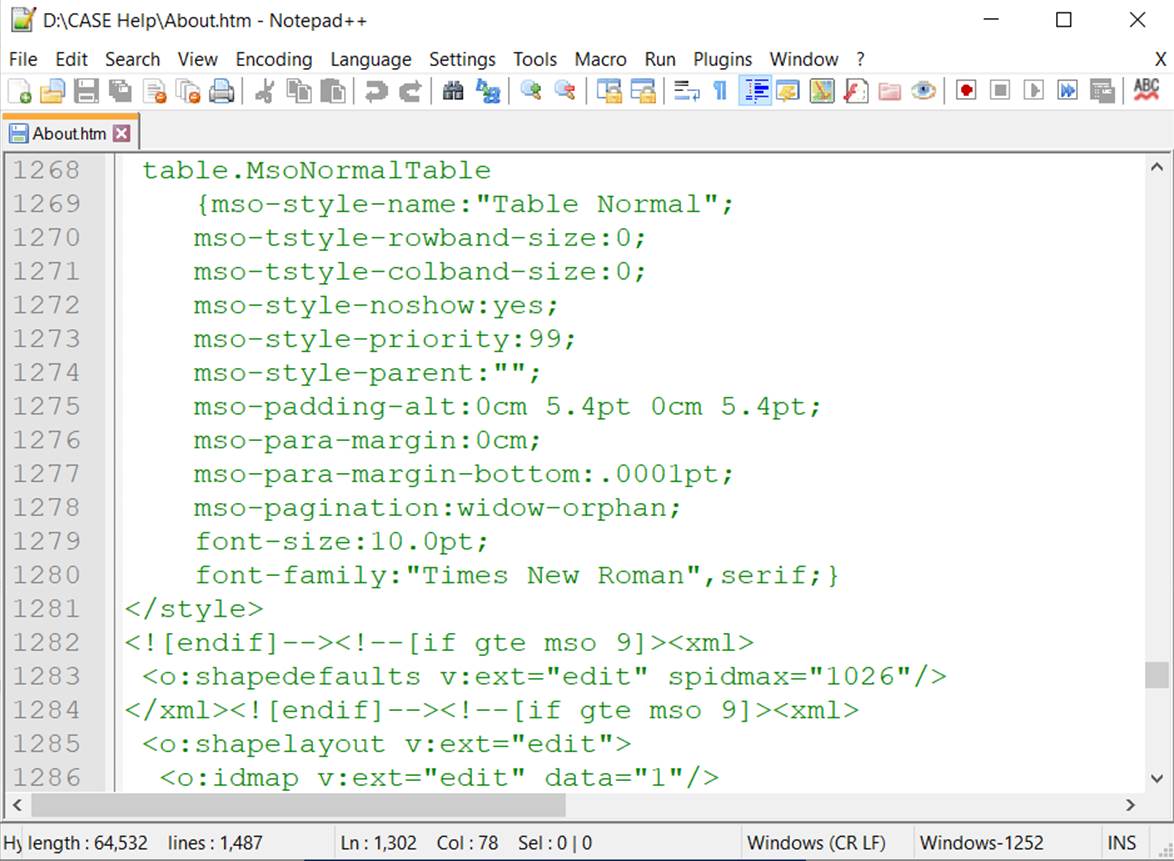 D:\CASE Help\About.htm - Notepad++
File Edit Search View Encoding Language Settings Tools Macro Run Plugins Window ? X
ABC
About.htm
1268 table.MsoNormalTable
1269 {mso-style-name:"Table Normal";
1270 mso-tstyle-rowband-size:0;
1271 mso-tstyle-colband-size:0;
1272 mso-style-noshow:yes;
1273 mso-style-priority:99;
1274 mso-style-parent:"";
1275 mso-padding-alt:0cm 5.4pt 0cm 5.4pt;
1276 mso-para-margin:0cm;
1277 mso-para-margin-bottom:.0001pt;
1278 mso-pagination:widow-orphan;
1279 font-size:10.0pt;
1280 font-family:"Times New Roman",serif;}
1281 </style>
1282 <![endif]--><!--[if gte mso 9]><xml>
1283 <o:shapedefaults v:ext="edit" spidmax="1026"/>
1284 </xml><![endif]--><!--[if gte mso 9]><xml>
1285 <o:shapelayout v:ext="edit">
1286 <o:idmap v:ext="edit" data="1"/>
Hy length : 64,532 lines : 1,487 Ln : 1,302 Col : 78 Sel : 0 | 0 Windows (CR LF) Windows-1252 INS